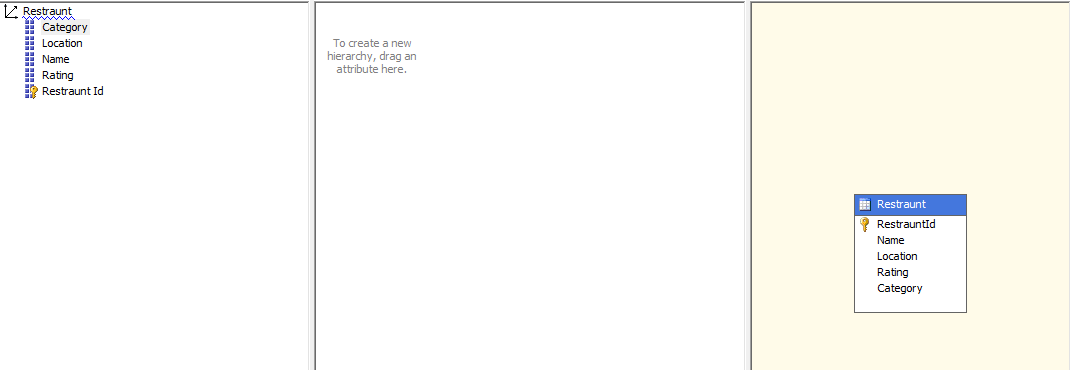 Restraunt
Category
Location
Name
Rating
Restraunt Id
To create a new
hierarchy, drag an
attribute here.
Restraunt
RestrauntId
Name
Location
Rating
Category